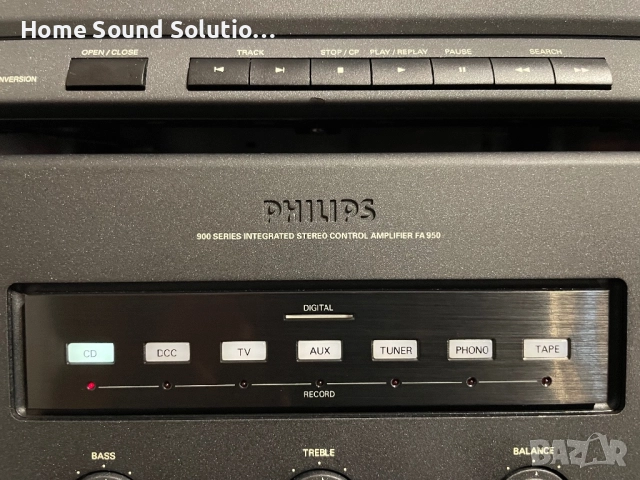 Home Sound Solutio...
OPEN/CLOSE TRACK STOP / CP PLAY / REPLAY PAUSE SEARCH
NVERSION
PHILIPS
900 SERIES INTEGRATED STEREO CONTROL AMPLIFIER FA 950
DIGITAL
CD DCC TV AUX TUNER PHONO TAPE
RECORD
BASS TREBLE BALANCE
BAZAR